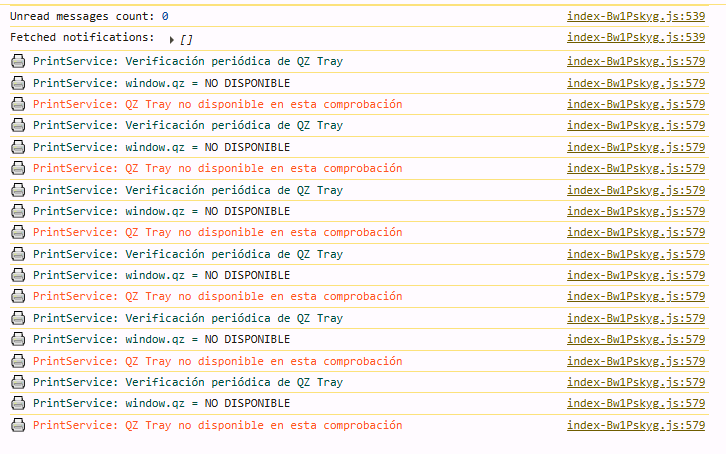 Unread messages count: 0 index-Bw1Pskyg.js:539
Fetched notifications: ▶ [] index-Bw1Pskyg.js:539
PrintService: Verificación periódica de QZ Tray index-Bw1Pskyg.js:579
PrintService: window.qz = NO DISPONIBLE index-Bw1Pskyg.js:579
PrintService: QZ Tray no disponible en esta comprobación index-Bw1Pskyg.js:579
PrintService: Verificación periódica de QZ Tray index-Bw1Pskyg.js:579
PrintService: window.qz = NO DISPONIBLE index-Bw1Pskyg.js:579
PrintService: QZ Tray no disponible en esta comprobación index-Bw1Pskyg.js:579
PrintService: Verificación periódica de QZ Tray index-Bw1Pskyg.js:579
PrintService: window.qz = NO DISPONIBLE index-Bw1Pskyg.js:579
PrintService: QZ Tray no disponible en esta comprobación index-Bw1Pskyg.js:579
PrintService: Verificación periódica de QZ Tray index-Bw1Pskyg.js:579
PrintService: window.qz = NO DISPONIBLE index-Bw1Pskyg.js:579
PrintService: QZ Tray no disponible en esta comprobación index-Bw1Pskyg.js:579
PrintService: Verificación periódica de QZ Tray index-Bw1Pskyg.js:579
PrintService: window.qz = NO DISPONIBLE index-Bw1Pskyg.js:579
PrintService: QZ Tray no disponible en esta comprobación index-Bw1Pskyg.js:579
PrintService: Verificación periódica de QZ Tray index-Bw1Pskyg.js:579
PrintService: window.qz = NO DISPONIBLE index-Bw1Pskyg.js:579
PrintService: QZ Tray no disponible en esta comprobación index-Bw1Pskyg.js:579